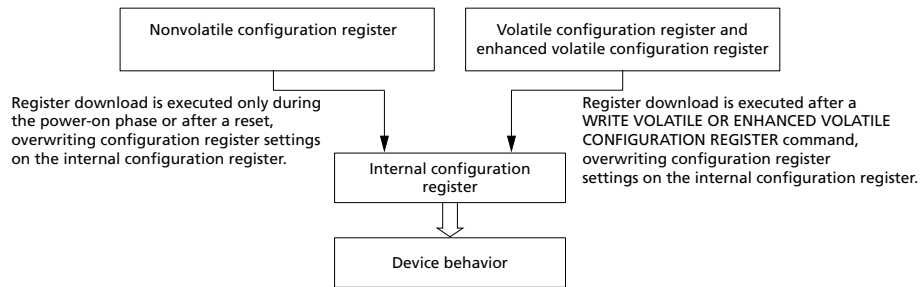 Nonvolatile configuration register
Volatile configuration register and
enhanced volatile configuration register
Register download is executed only during
the power-on phase or after a reset,
overwriting configuration register settings
on the internal configuration register.
Register download is executed after a
WRITE VOLATILE OR ENHANCED VOLATILE
CONFIGURATION REGISTER command,
overwriting configuration register
settings on the internal configuration register.
Internal configuration
register
Device behavior